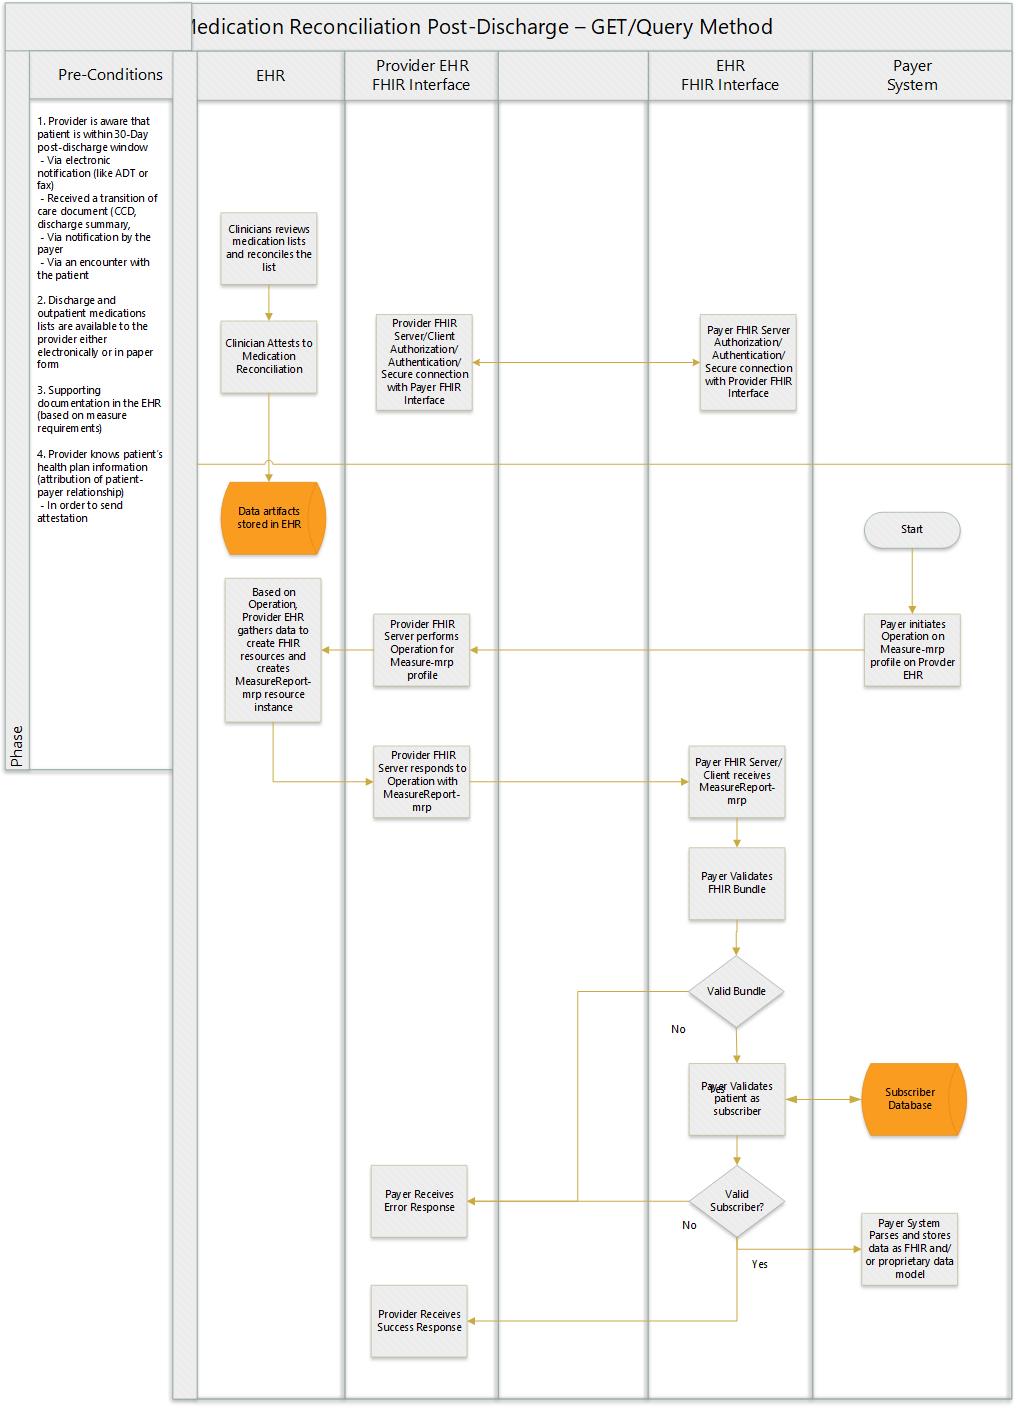 Medication Reconciliation Post-Discharge – GET/Query Method
Pre-Conditions
EHR
Provider EHR
FHIR Interface
EHR
FHIR Interface
Payer
System
Phase
1. Provider is aware that
patient is within 30-Day
post-discharge window
- Via electronic
notification (like ADT or
fax)
- Received a transition of
care document (CCD,
discharge summary,
- Via notification by the
payer
- Via an encounter with
the patient
2. Discharge and
outpatient medications
lists are available to the
provider either
electronically or in paper
form
3. Supporting
documentation in the EHR
(based on measure
requirements)
4. Provider knows patient's
health plan information
(attribution of patient-
payer relationship)
- In order to send
attestation
Clinicians reviews
medication lists
and reconciles the
list
Clinician Attests to
Medication
Reconciliation
Provider FHIR
Server/Client
Authorization/
Authentication/
Secure connection
with Payer FHIR
Interface
Payer FHIR Server
Authorization/
Authentication/
Secure connection
with Provider FHIR
Interface
Data artifacts
stored in EHR
Start
Based on
Operation,
Provider EHR
gathers data to
create FHIR
resources and
creates
MeasureReport-
mrp resource
instance
Provider FHIR
Server performs
Operation for
Measure-mrp
profile
Payer initiates
Operation on
Measure-mrp
profile on Provder
EHR
Provider FHIR
Server responds to
Operation with
MeasureReport-
mrp
Payer FHIR Server/
Client receives
MeasureReport-
mrp
Payer Validates
FHIR Bundle
Valid Bundle
No
Yes
Payer Validates
patient as
subscriber
Subscriber
Database
Payer Receives
Error Response
Valid
Subscriber?
No
Yes
Payer System
Parses and stores
data as FHIR and/
or proprietary data
model
Provider Receives
Success Response